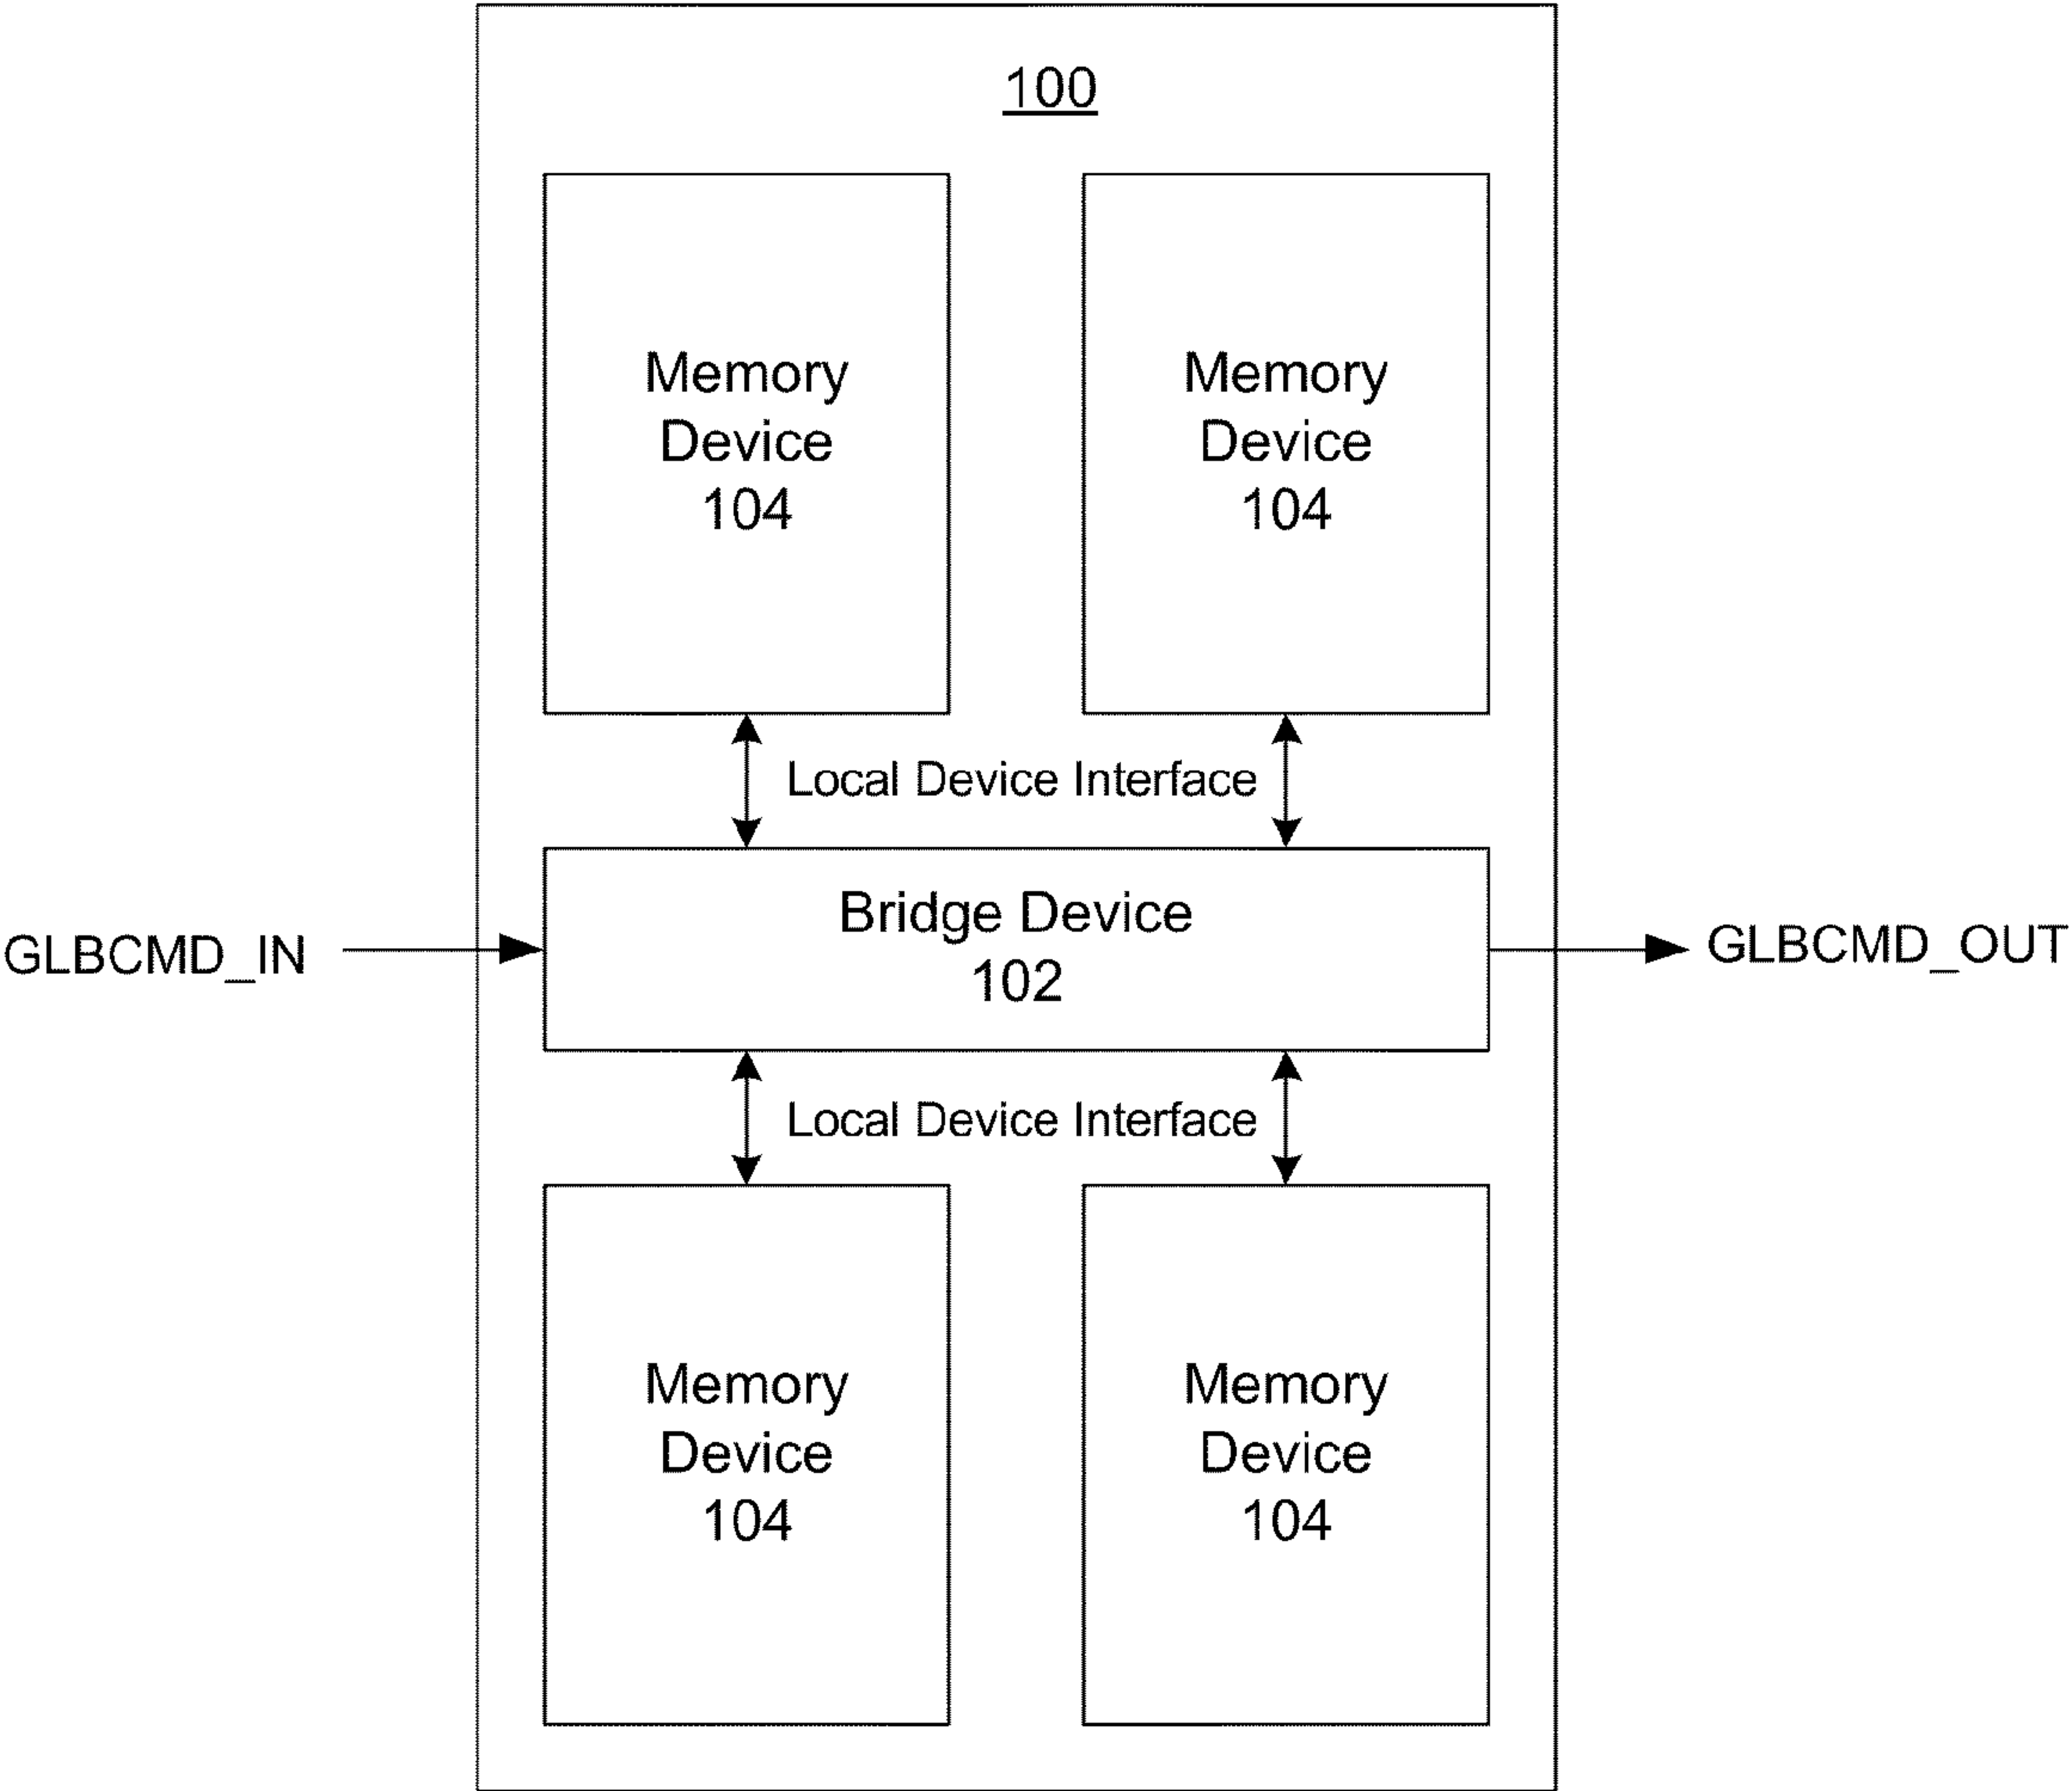 100
Memory
Device
104
Memory
Device
104
Local Device Interface
Bridge Device
102
GLBCMD_IN
GLBCMD_OUT
Local Device Interface
Memory
Device
104
Memory
Device
104